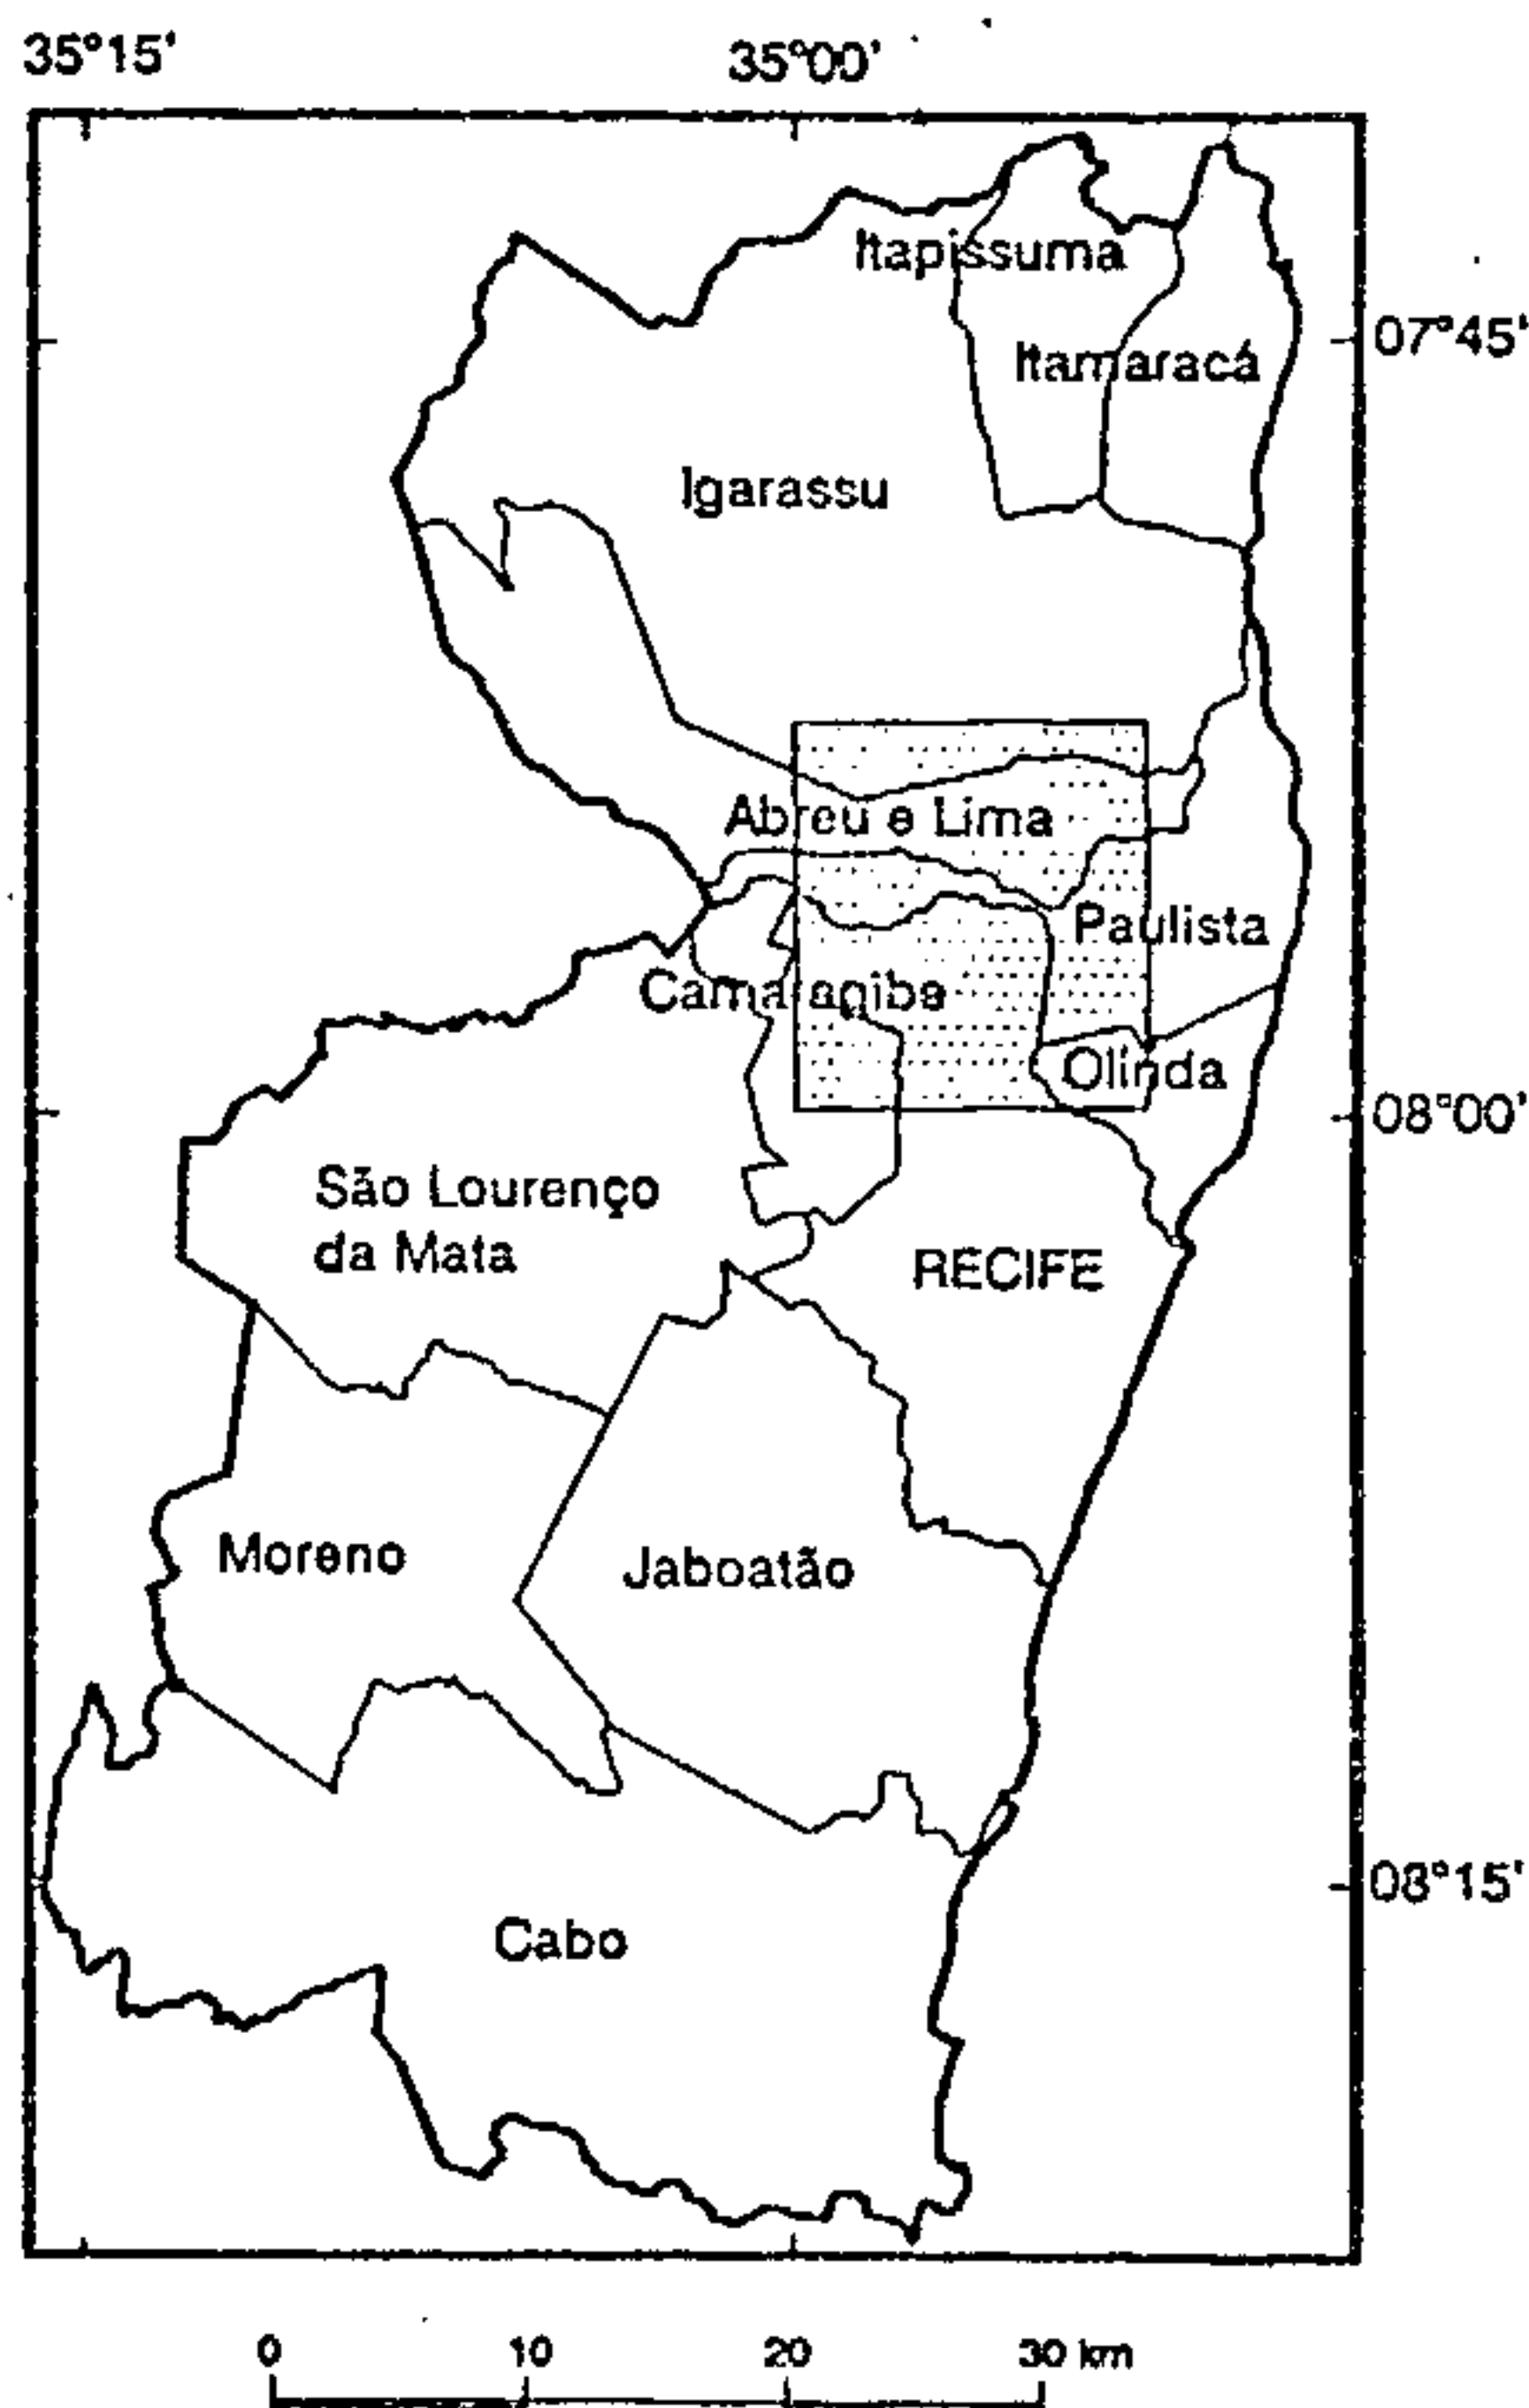 35°15'
35°00'
Itapissuma
07°45'
Itamaracá
Igarassu
Abreu e Lima
Paulista
Camaragibe
Olinda
08°00'
São Lourenço
da Mata
RECIFE
Moreno
Jaboatão
08°15'
Cabo
0 10 20 30 km